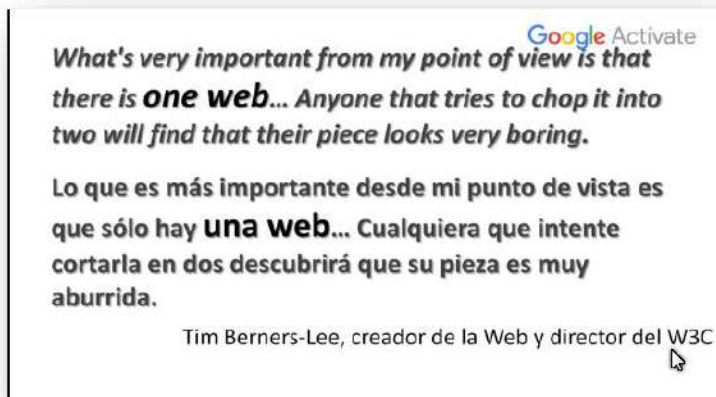 Google Actívate
What's very important from my point of view is that
there is one web... Anyone that tries to chop it into
two will find that their piece looks very boring.
Lo que es más importante desde mi punto de vista es
que sólo hay una web... Cualquiera que intente
cortarla en dos descubrirá que su pieza es muy
aburrida.
Tim Berners-Lee, creador de la Web y director del W3C